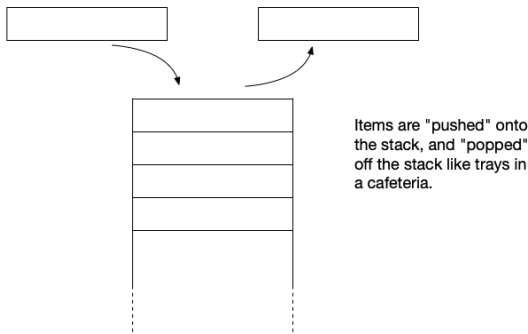 Items are "pushed" onto
the stack, and "popped"
off the stack like trays in
a cafeteria.